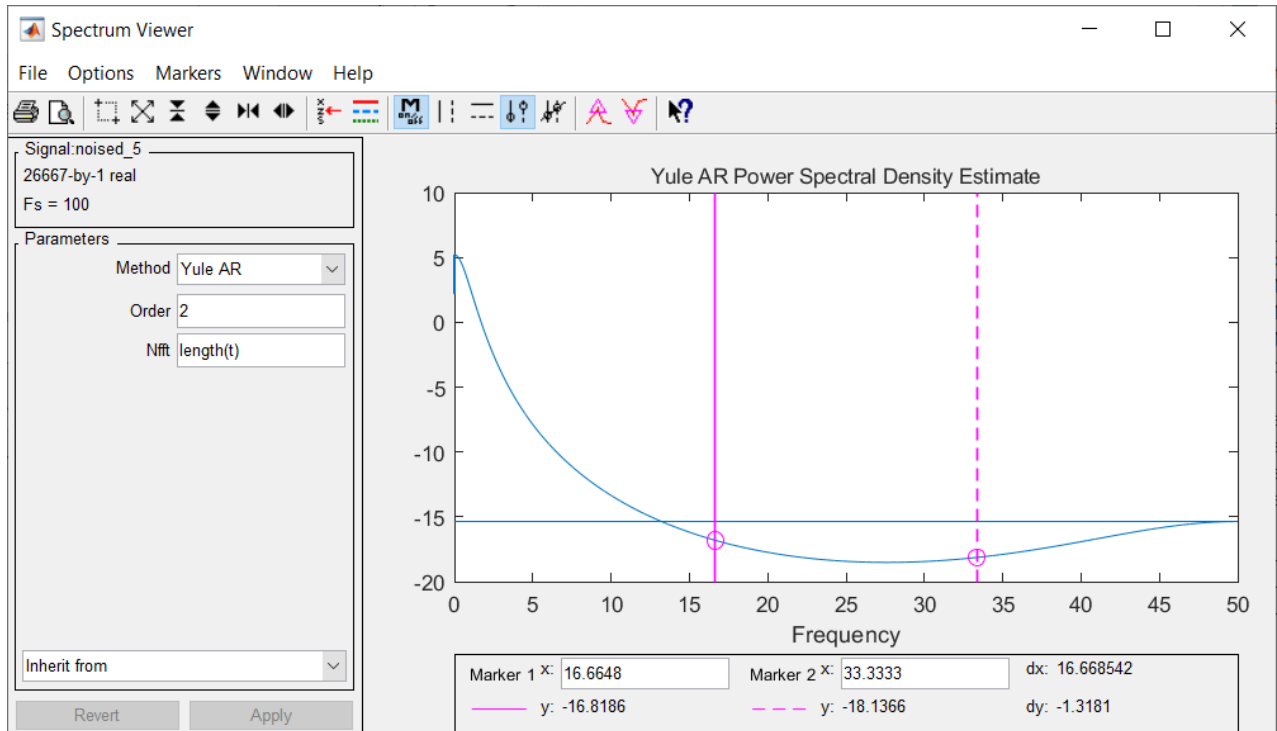 Spectrum Viewer
File Options Markers Window Help
M
on/off
Signal:noised_5
26667-by-1 real
Fs = 100
Parameters
Method Yule AR
Order 2
Nfft length(t)
Inherit from
Revert Apply
Yule AR Power Spectral Density Estimate
10
5
0
-5
-10
-15
-20
0 5 10 15 20 25 30 35 40 45 50
Frequency
Marker 1 x: 16.6648 Marker 2 x: 33.3333 dx: 16.668542
y: -16.8186 y: -18.1366 dy: -1.3181